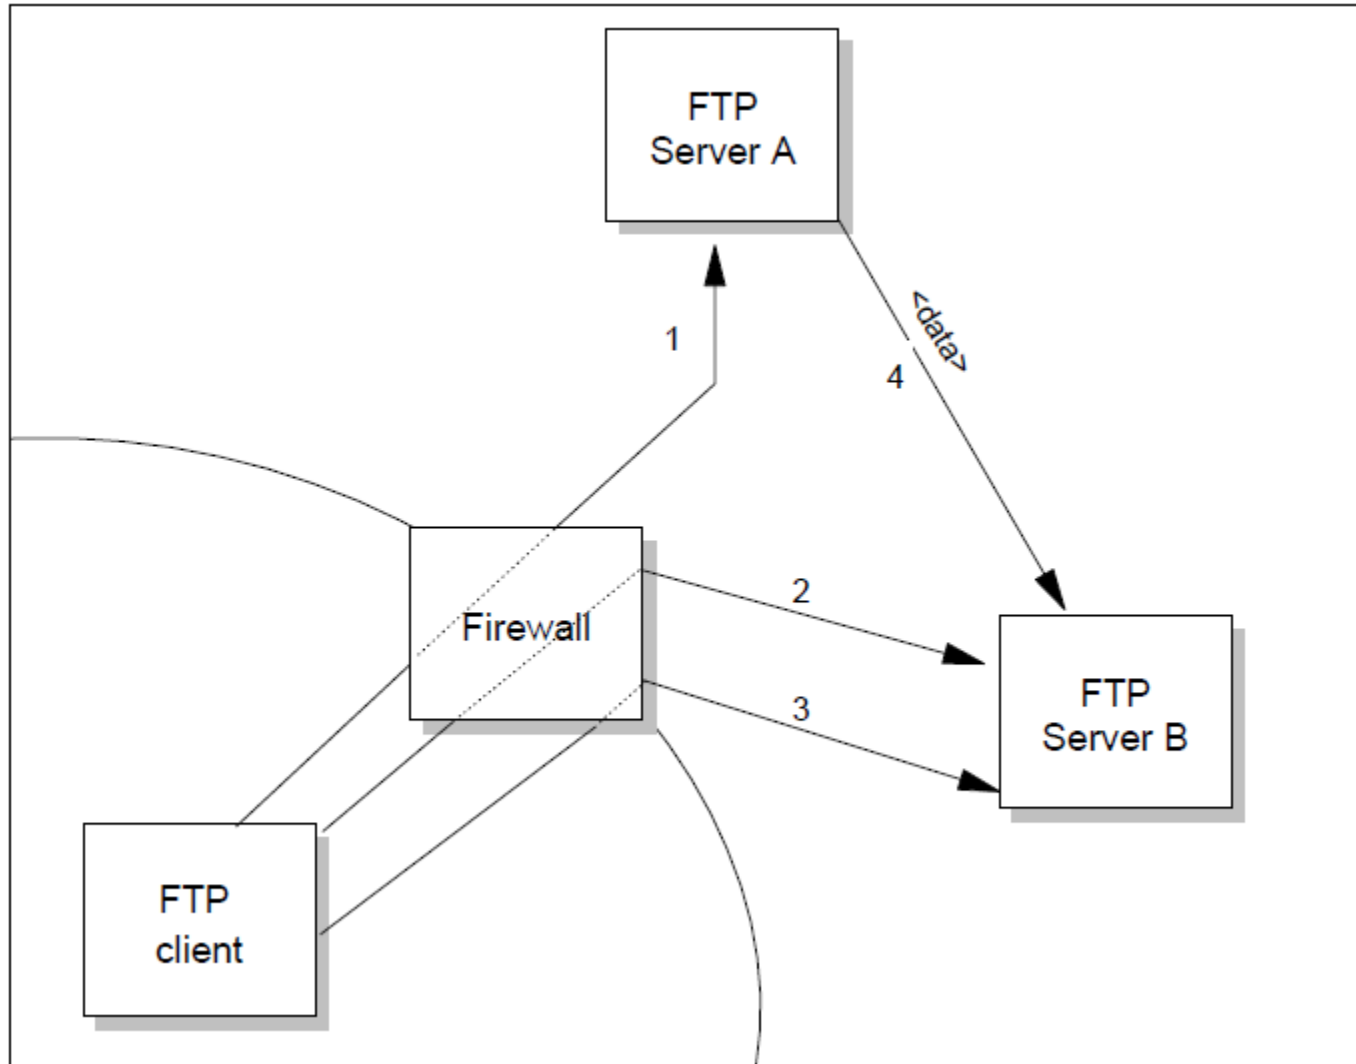 FTP
Server A
1
<data>
4
2
Firewall
3
FTP
Server B
FTP
client